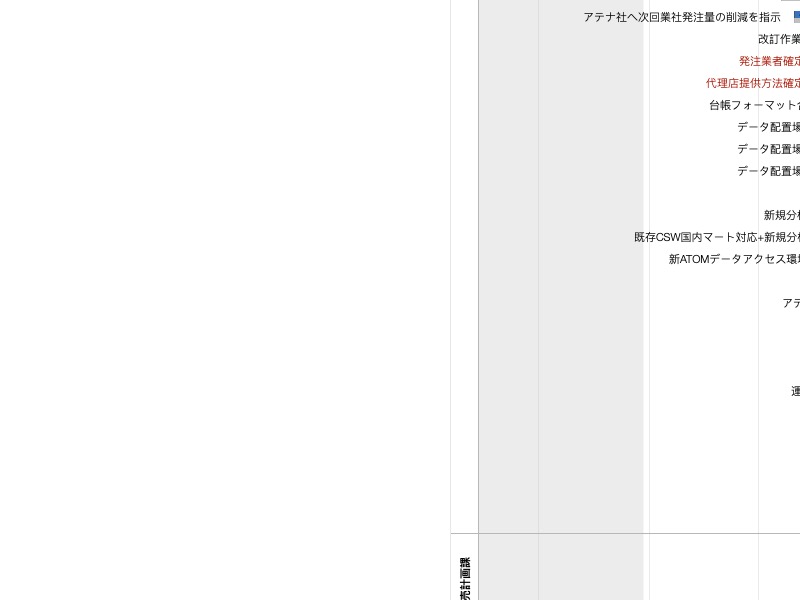 アテナ社へ次回業社発注量の削減を指示
改訂作業
発注業者確定
代理店提供方法確定
台帳フォーマット
データ配置場
データ配置場
データ配置場
新規分析
既存CSW国内マート対応+新規分析
新ATOMデータアクセス環境
アテ
運
売計画課